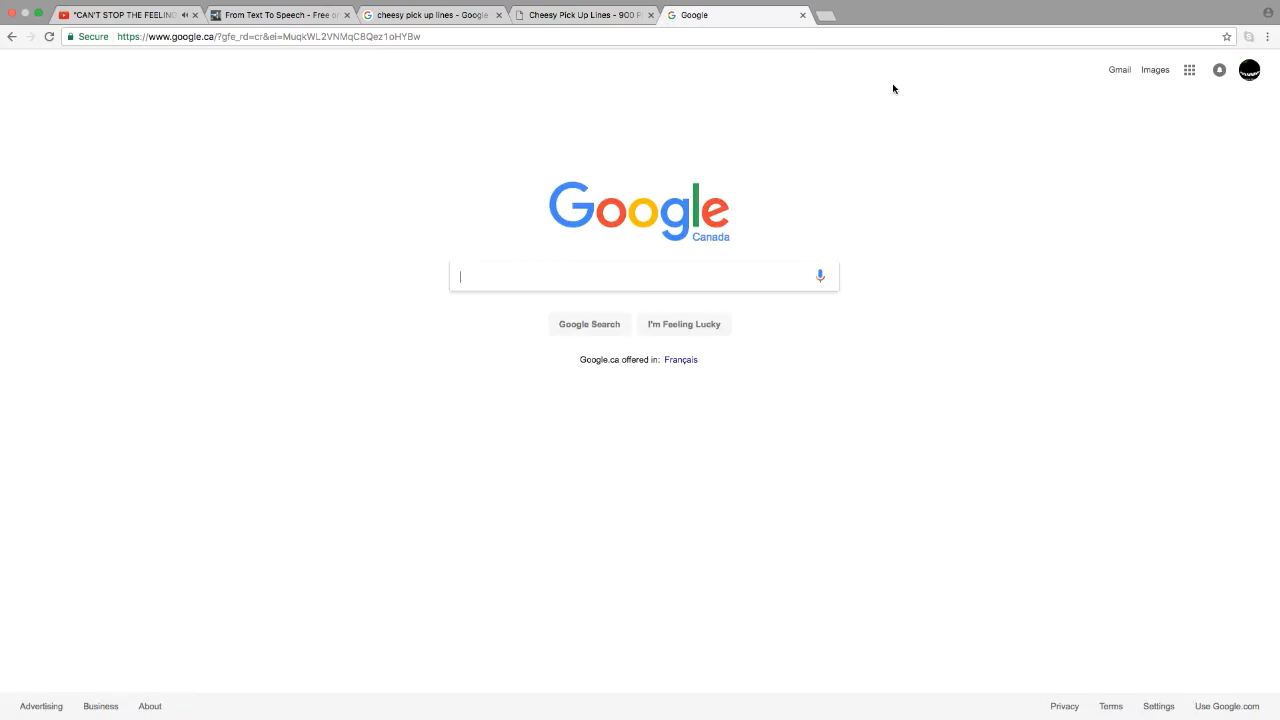 "CAN'T STOP THE FEELING
From Text To Speech - Free or
cheesy pick up lines - Google
Cheesy Pick Up Lines - 900 P
Google
Secure
https://www.google.ca/?gfe_rd=cr&ei=MuqkWL2VNMqC8Qez1oHYBw
Gmail Images
Google
Canada
Google Search I'm Feeling Lucky
Google.ca offered in: Français
Advertising Business About Privacy Terms Settings Use Google.com